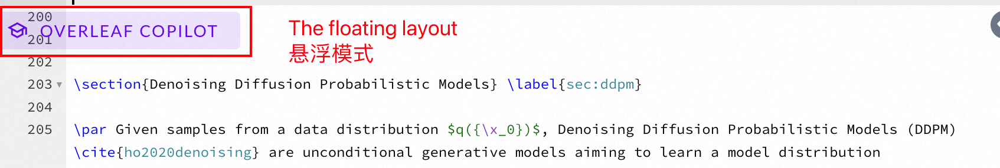 200
OVERLEAF COPILOT
201
The floating layout
悬浮模式
202
203 \section{Denoising Diffusion Probabilistic Models} \label{sec:ddpm}
204
205 \par Given samples from a data distribution $q({\x_0})$, Denoising Diffusion Probabilistic Models (DDPM)
\cite{ho2020denoising} are unconditional generative models aiming to learn a model distribution